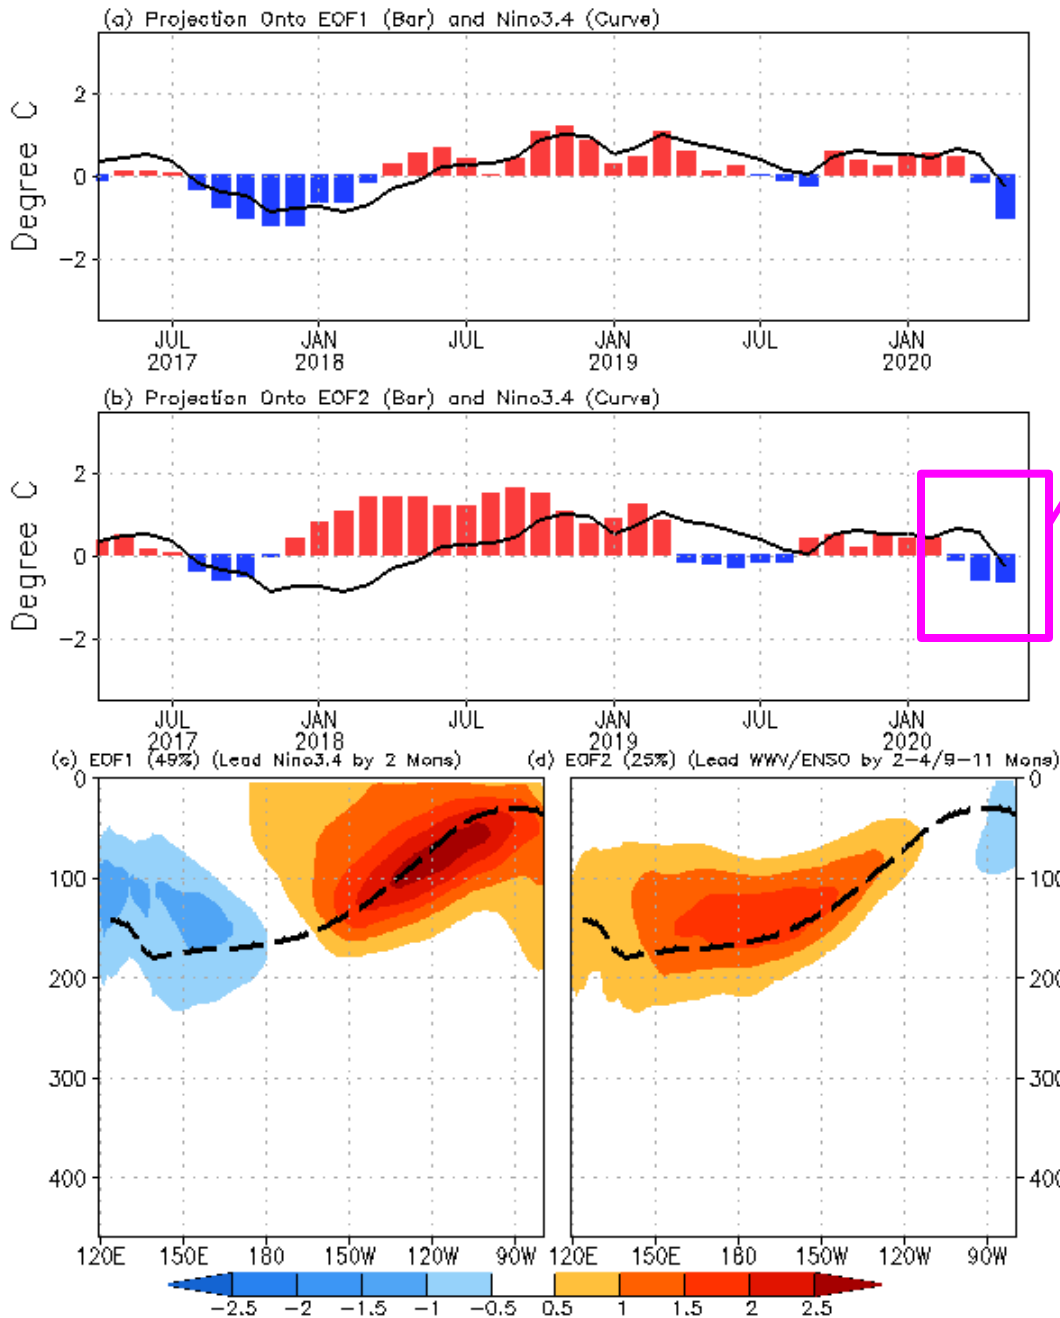 (a) Projection Onto EOF1 (Bar) and Nino3.4 (Curve)
Degree C
2
0
-2
JUL JAN JUL JAN JUL JAN
2017 2018 2019 2020
(b) Projection Onto EOF2 (Bar) and Nino3.4 (Curve)
Degree C
2
0
-2
JUL JAN JUL JAN JUL JAN
2017 2018 2019 2020
(c) EOF1 (49%) (Lead Nino3.4 by 2 Mons) (d) EOF2 (25%) (Lead WWV/ENSO by 2-4/9-11 Mons)
0 0
100 100
200 200
300 300
400 400
120E 150E 180 150W 120W 90W 120E 150E 180 150W 120W 90W
-2.5 -2 -1.5 -1 -0.5 0.5 1 1.5 2 2.5